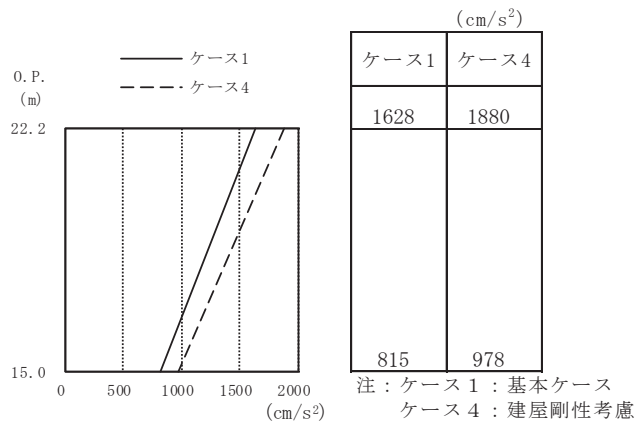 (cm/s²)
ケース1
ケース4
O.P.
(m)
22.2
15.0
0 500 1000 1500 2000
(cm/s²)
ケース1 ケース4
1628 1880
815 978
注：ケース１：基本ケース
ケース４：建屋剛性考慮